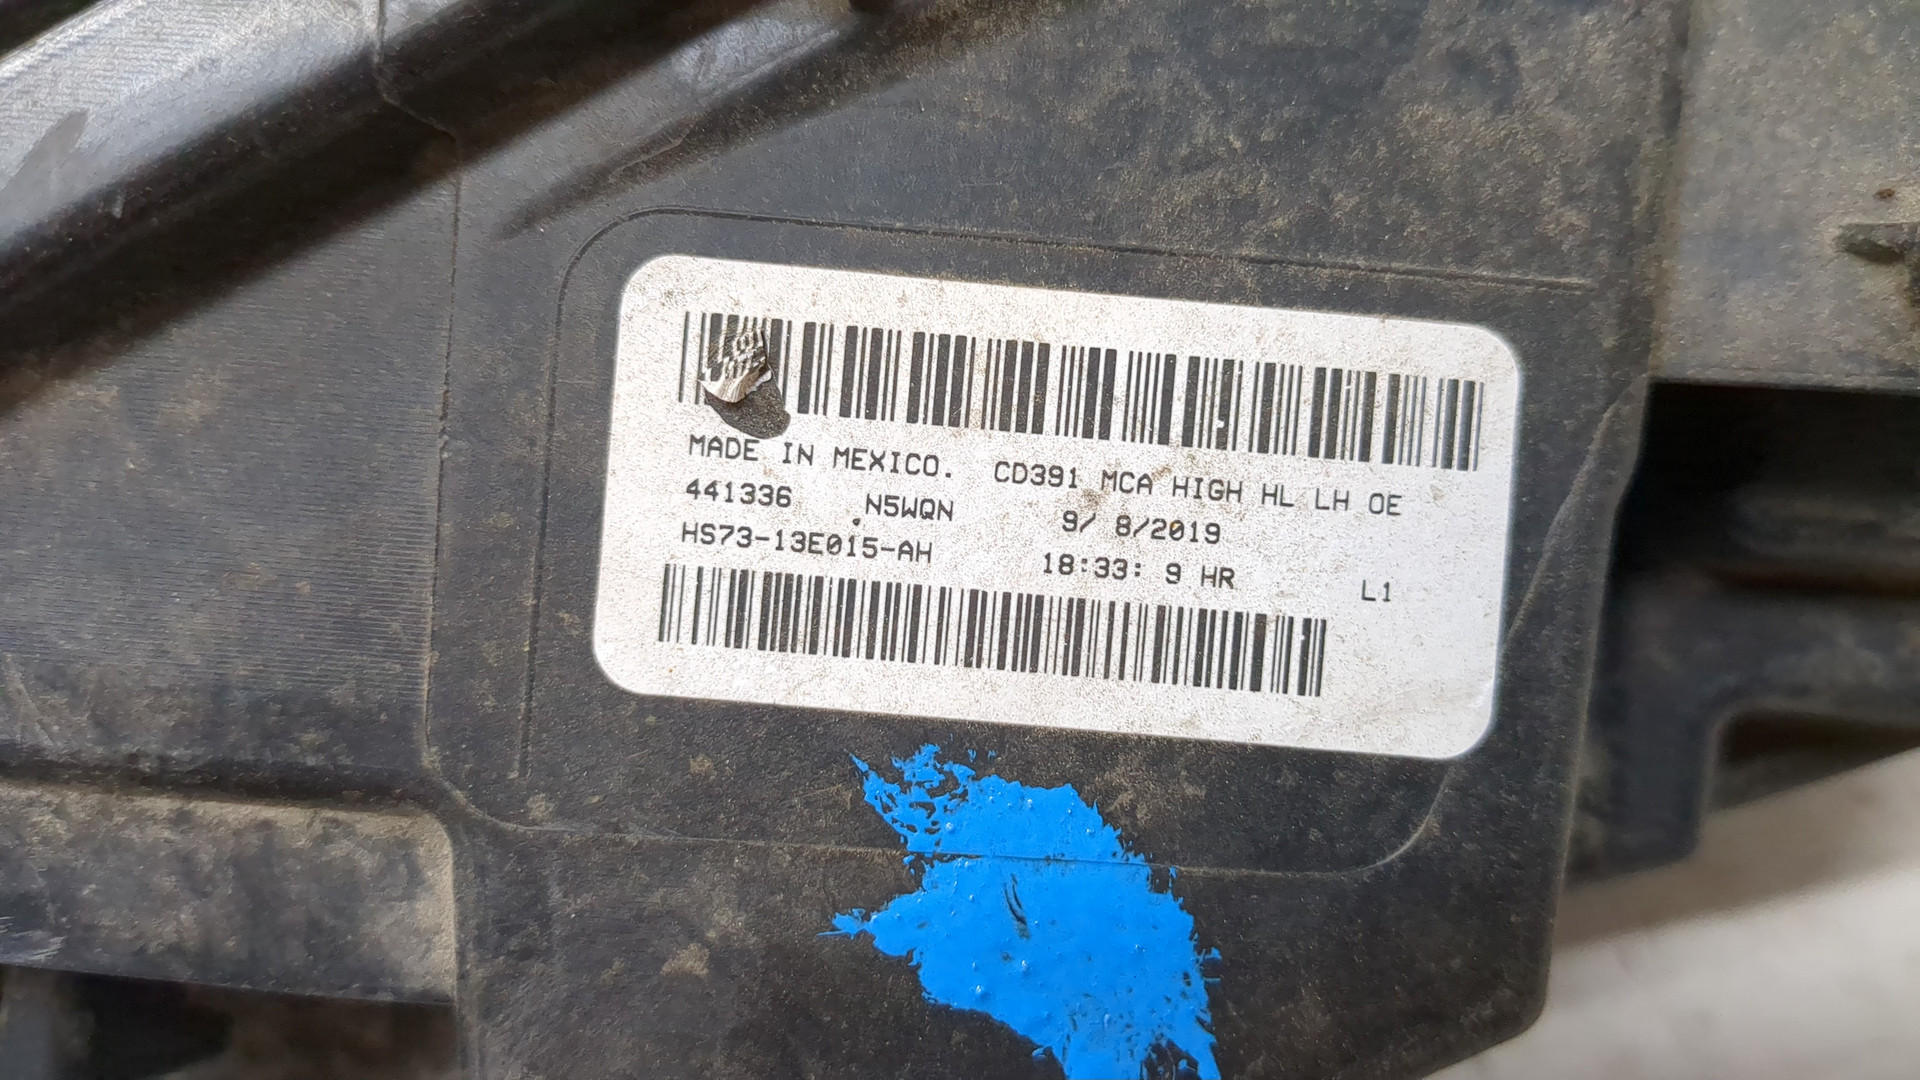 MADE IN MEXICO. CD391 MCA HIGH HL LH OE
441336 N5WQN 9/ 8/2019
HS73-13E015-AH 18:33: 9 HR L1